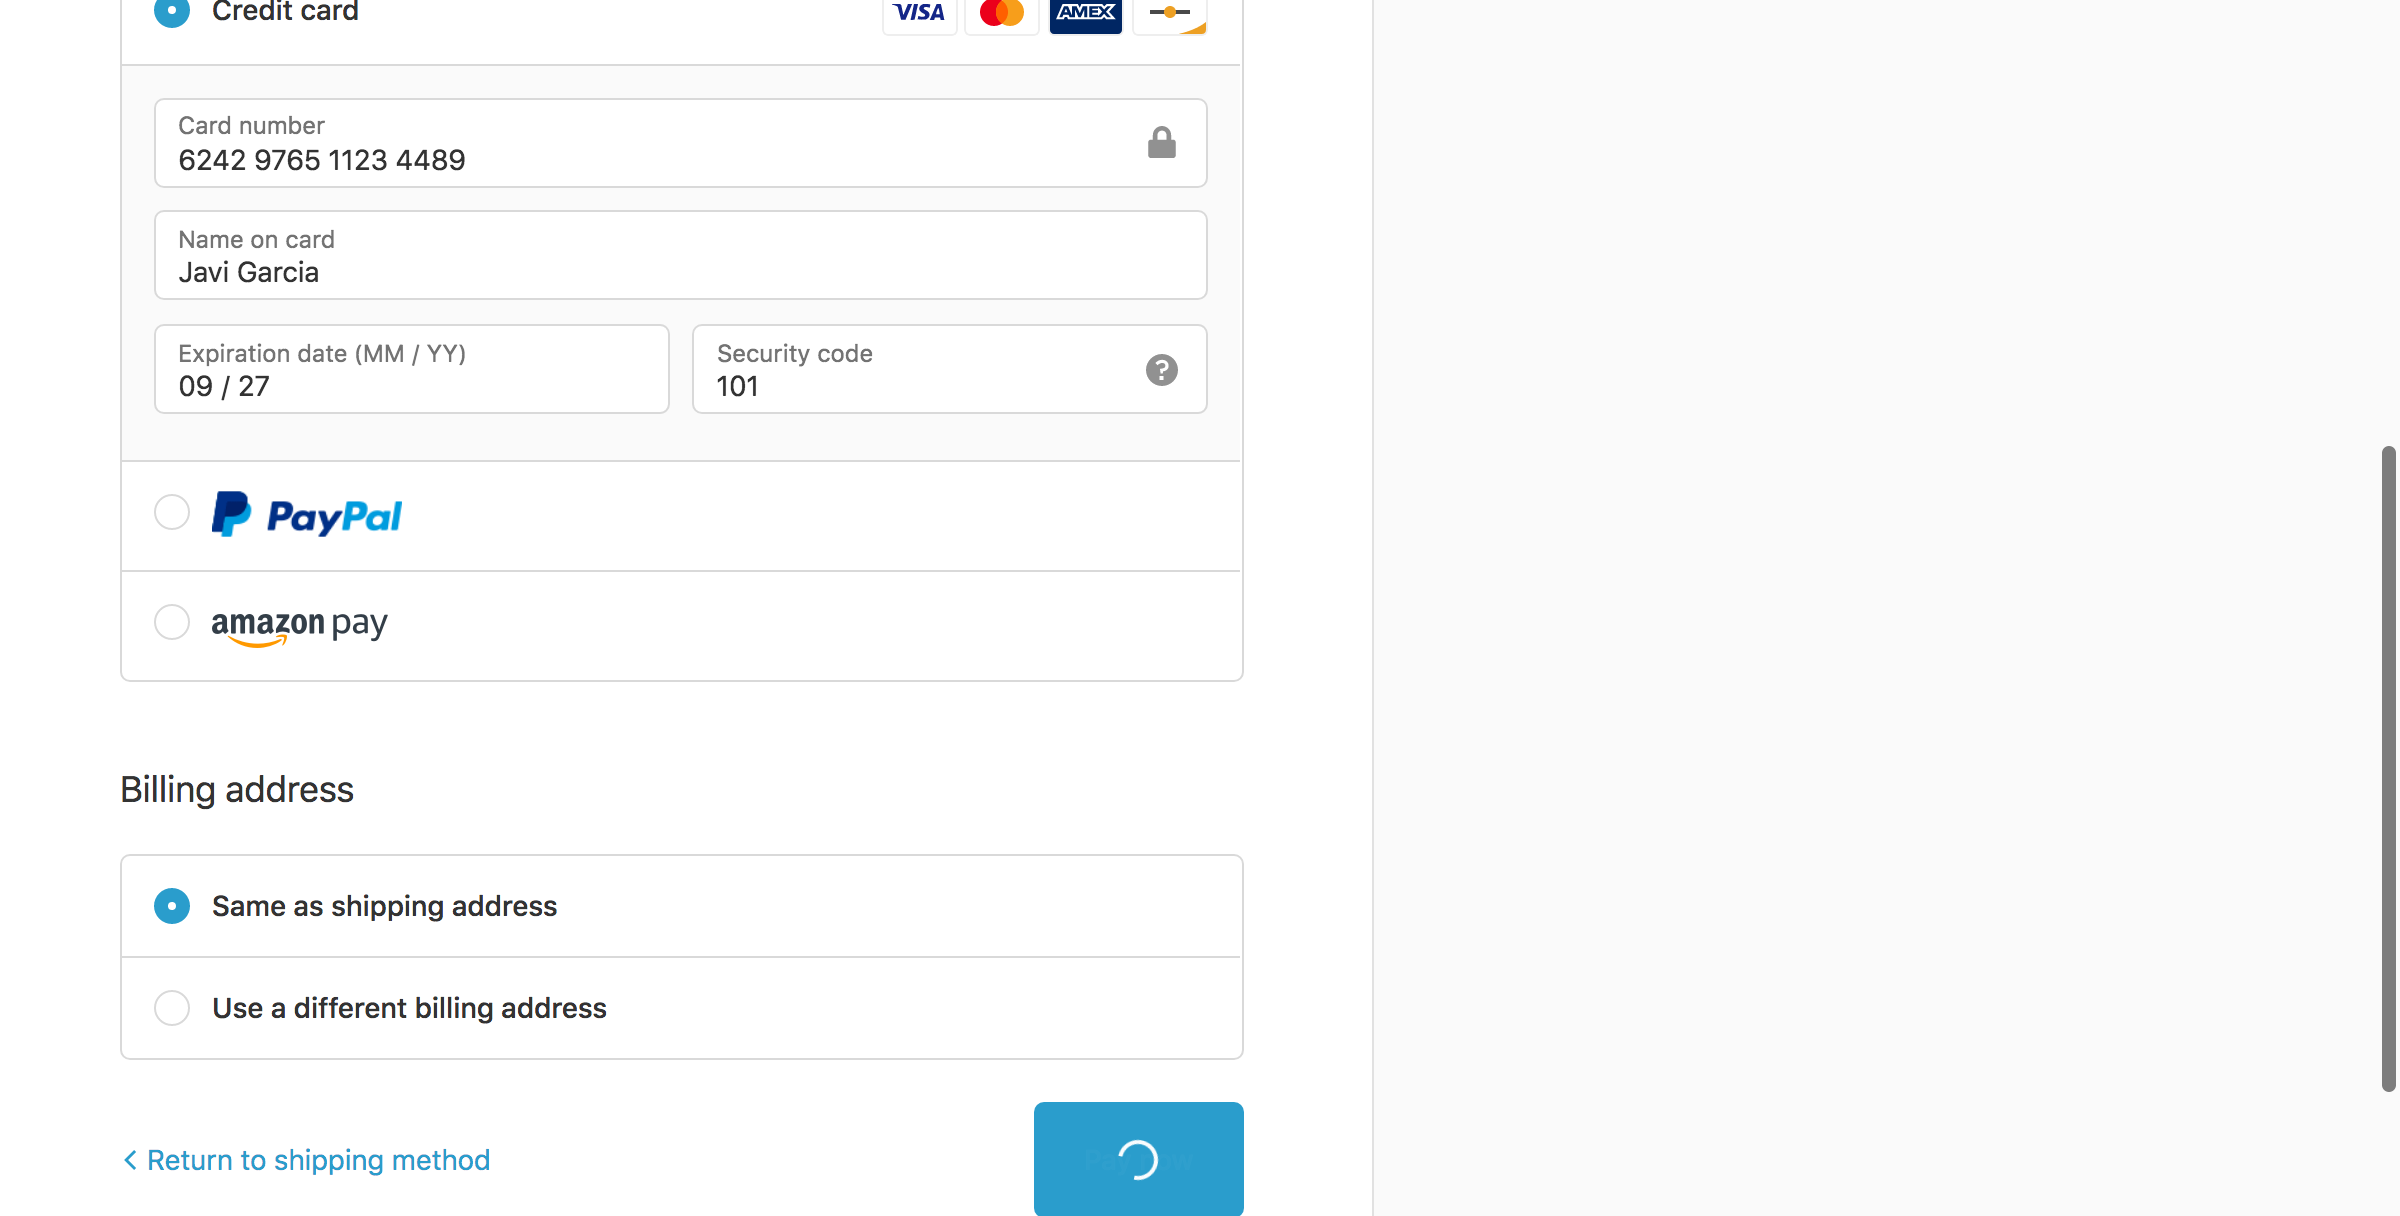 Credit card
VISA
AMEX
Card number
6242 9765 1123 4489
Name on card
Javi Garcia
Expiration date (MM / YY)
09 / 27
Security code
101
?
PayPal
amazon pay
Billing address
Same as shipping address
Use a different billing address
Return to shipping method